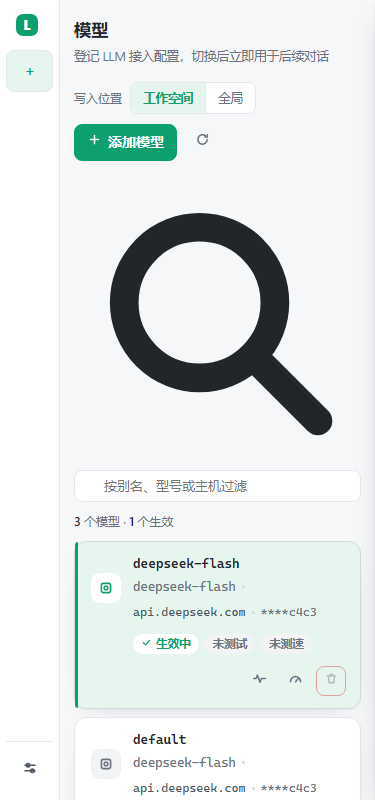 L
模型
登记 LLM 接入配置，切换后立即用于后续对话
写入位置 工作空间 全局
+ 添加模型
按别名、型号或主机过滤
3 个模型 · 1 个生效
deepseek-flash
deepseek-flash ·
api.deepseek.com · ****c4c3
生效中 未测试 未测速
default
deepseek-flash ·
api.deepseek.com · ****c4c3